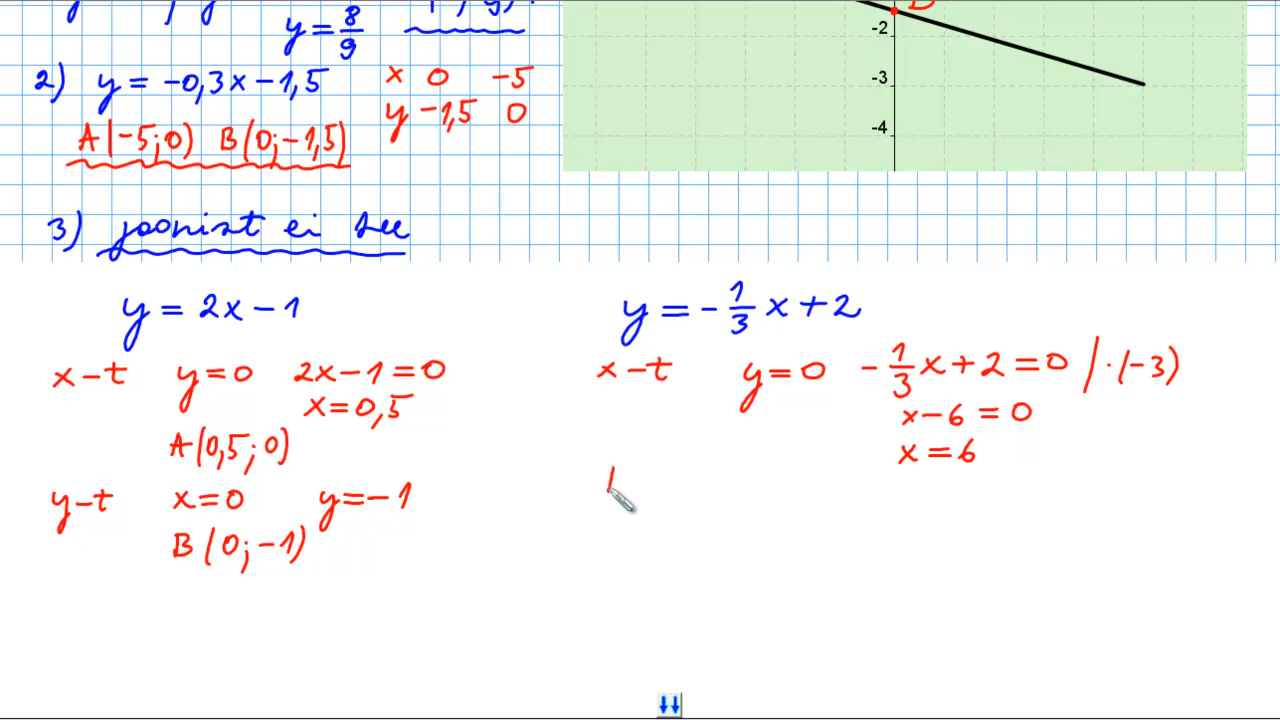 y = 8/9
2) y = -0,3x - 1,5
x 0 -5
y -1,5 0
A(-5;0) B(0;-1,5)
-2
-3
-4
3) joonist ei
y = 2x - 1
x-t y=0 2x-1=0
x=0,5
A(0,5;0)
y-t x=0 y=-1
B(0;-1)
y = -1/3 x + 2
x-t y=0 -1/3 x+2=0 /·(-3)
x-6=0
x=6